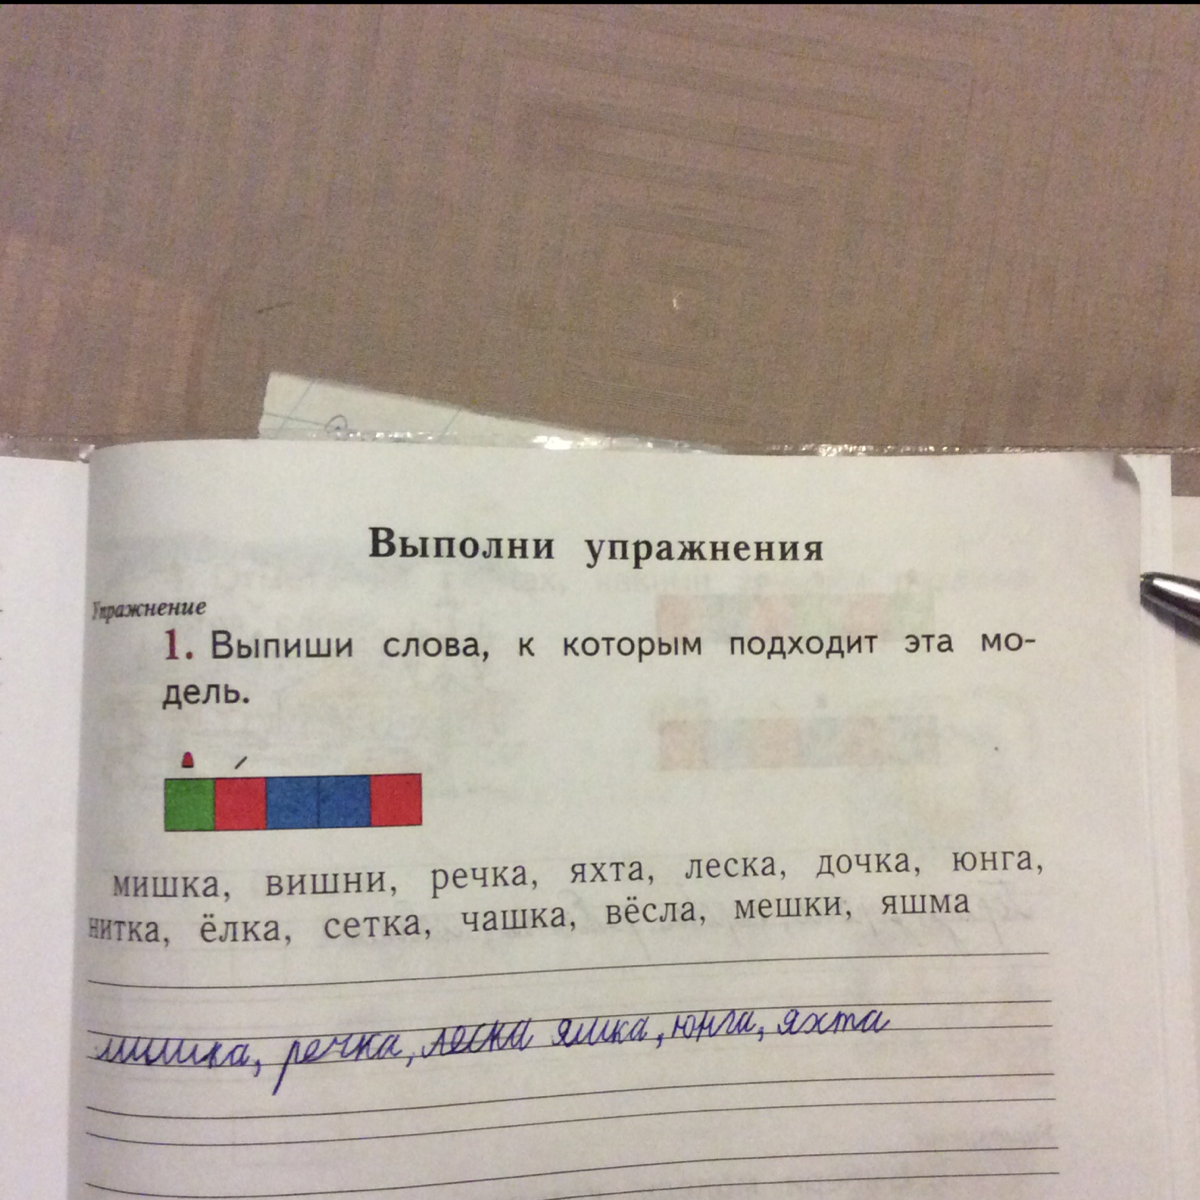 Выполни упражнения
Упражнение
1. Выпиши слова, к которым подходит эта мо-
дель.
мишка, вишни, речка, яхта, леска, дочка, юнга,
нитка, ёлка, сетка, чашка, вёсла, мешки, яшма
мишка, речка, леска яшка, юнга, яхта